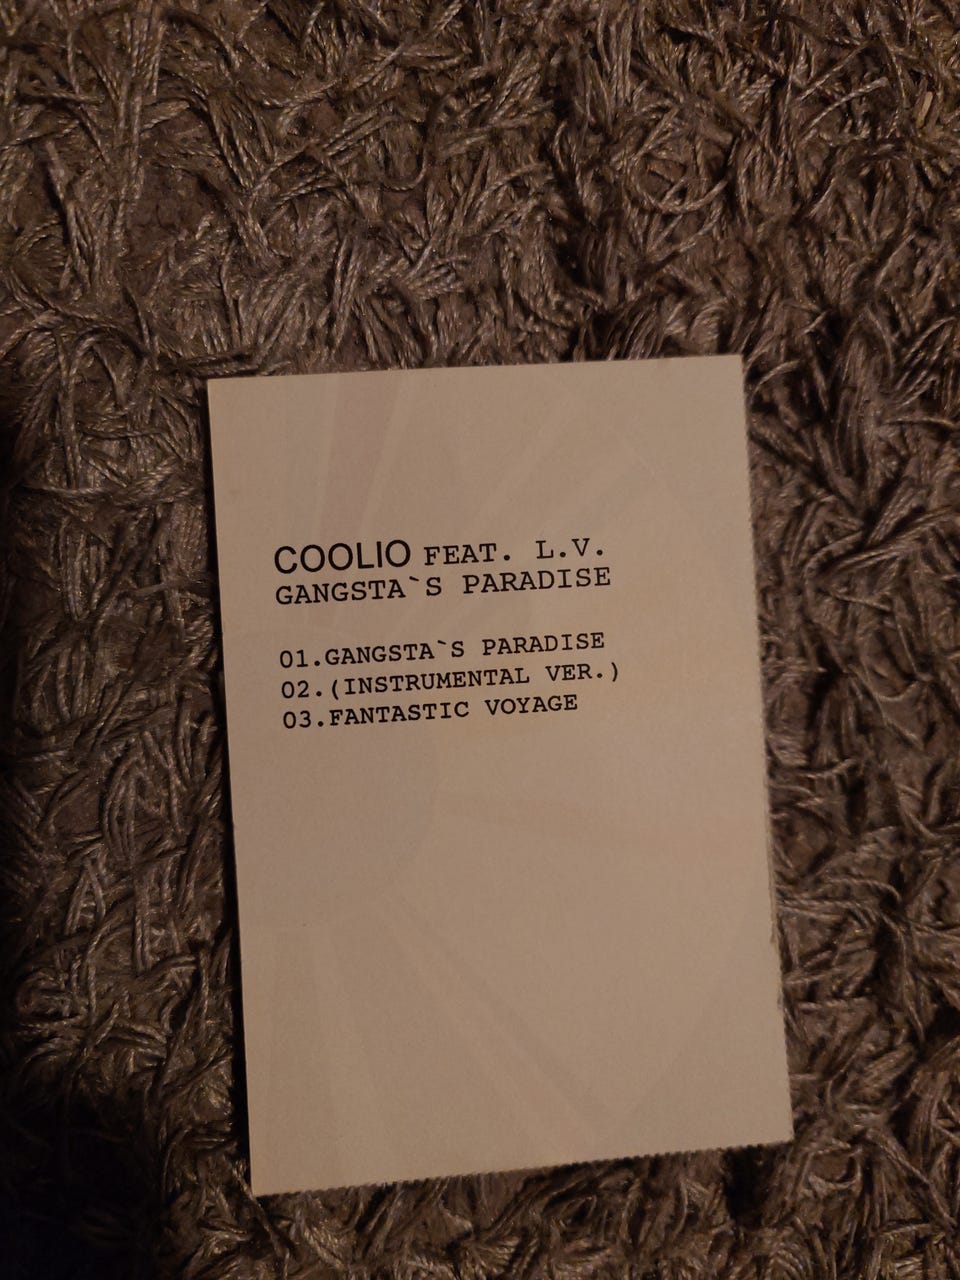 COOLIO FEAT. L.V.
GANGSTA`S PARADISE
01.GANGSTA`S PARADISE
02.(INSTRUMENTAL VER.)
03.FANTASTIC VOYAGE